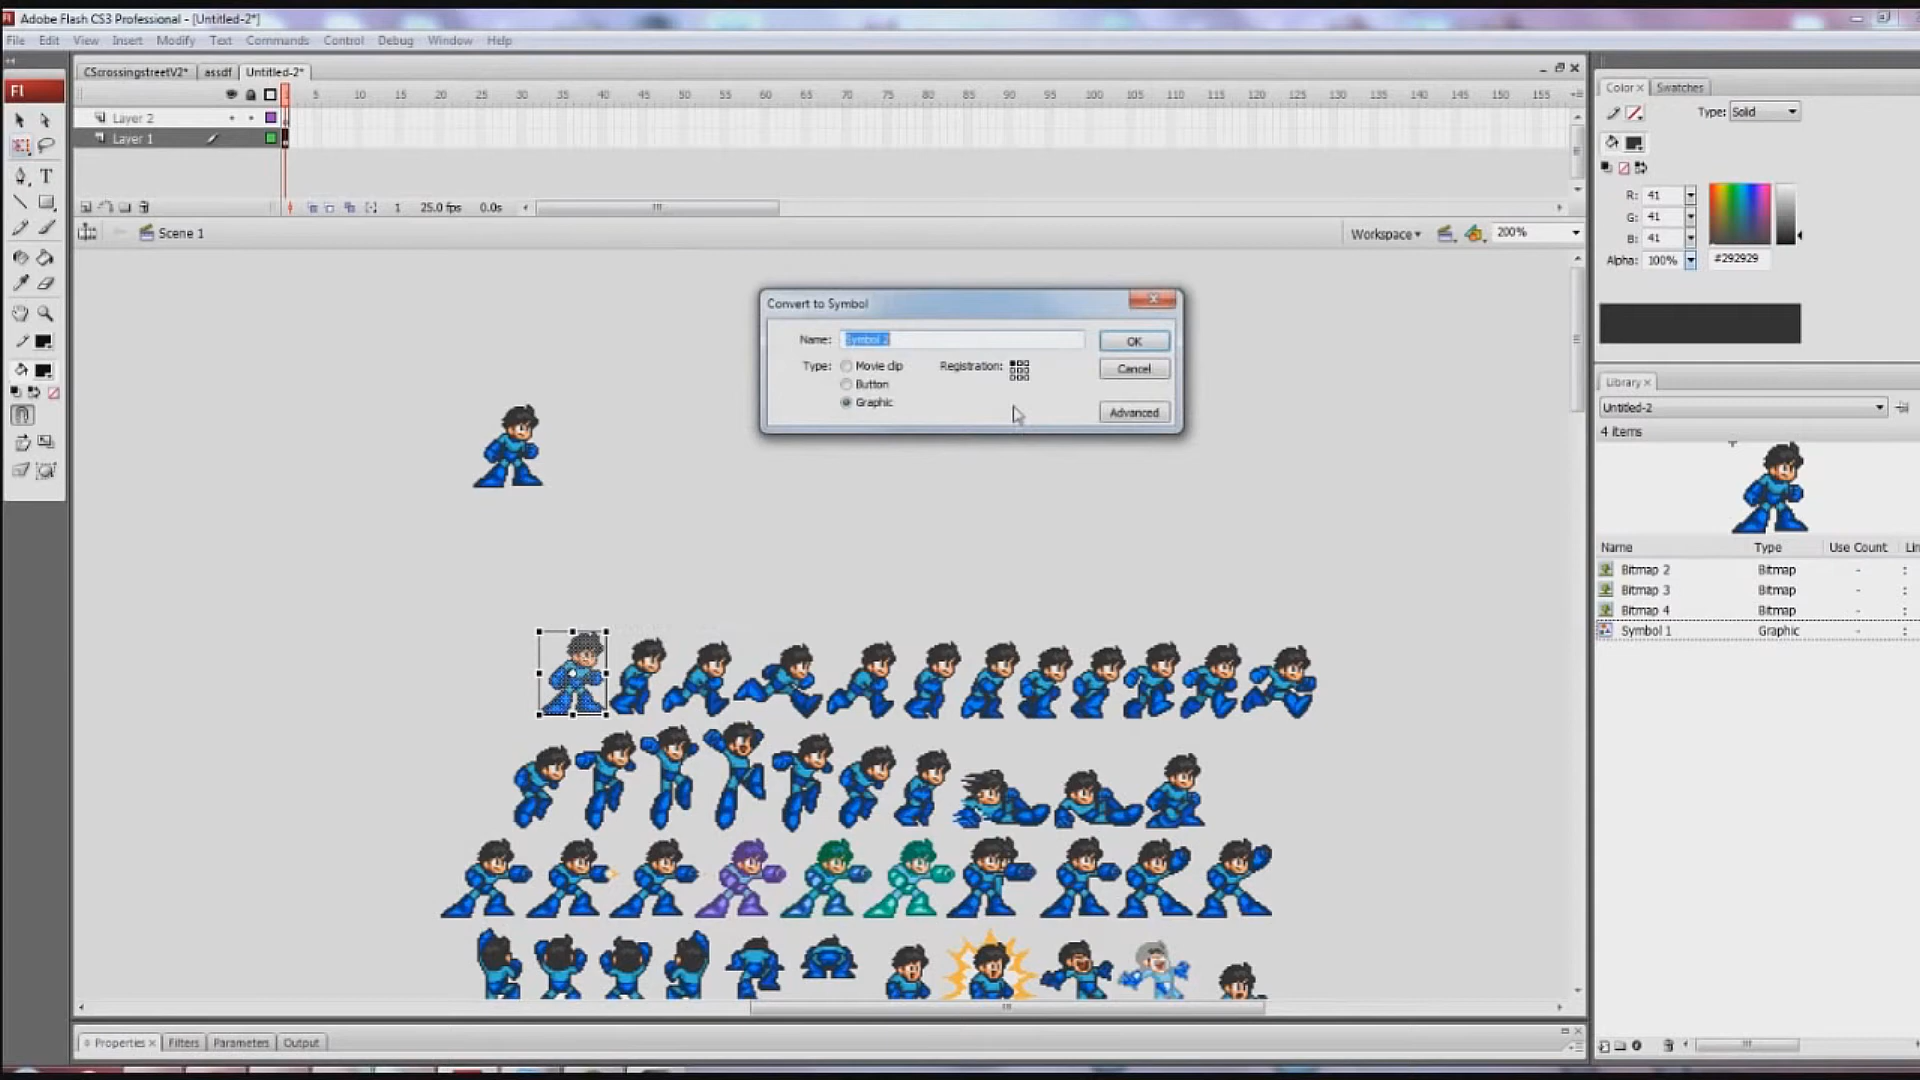 Adobe Flash CS3 Professional - [Untitled-2*]
File Edit View Insert Modify Text Commands Control Debug Window Help
CScrossingstreetV2* assdf Untitled-2*
5 10 15 20 25 30 35 40 45 50 55 60 65 70 75 80 85 90 95 100 105 110 115 120 125 130 135 140 145 150 155
Layer 2
Layer 1
1 25.0 fps 0.0s
Scene 1
Workspace 200%
Fl
T
Convert to Symbol
Name: Symbol 2 OK
Type: Movie clip Registration: Cancel
Button
Graphic Advanced
Color Swatches
Type: Solid
R: 41
G: 41
B: 41
Alpha: 100% #292929
Library
Untitled-2
4 items
Name Type Use Count Lin
Bitmap 2 Bitmap -
Bitmap 3 Bitmap -
Bitmap 4 Bitmap -
Symbol 1 Graphic -
Properties Filters Parameters Output